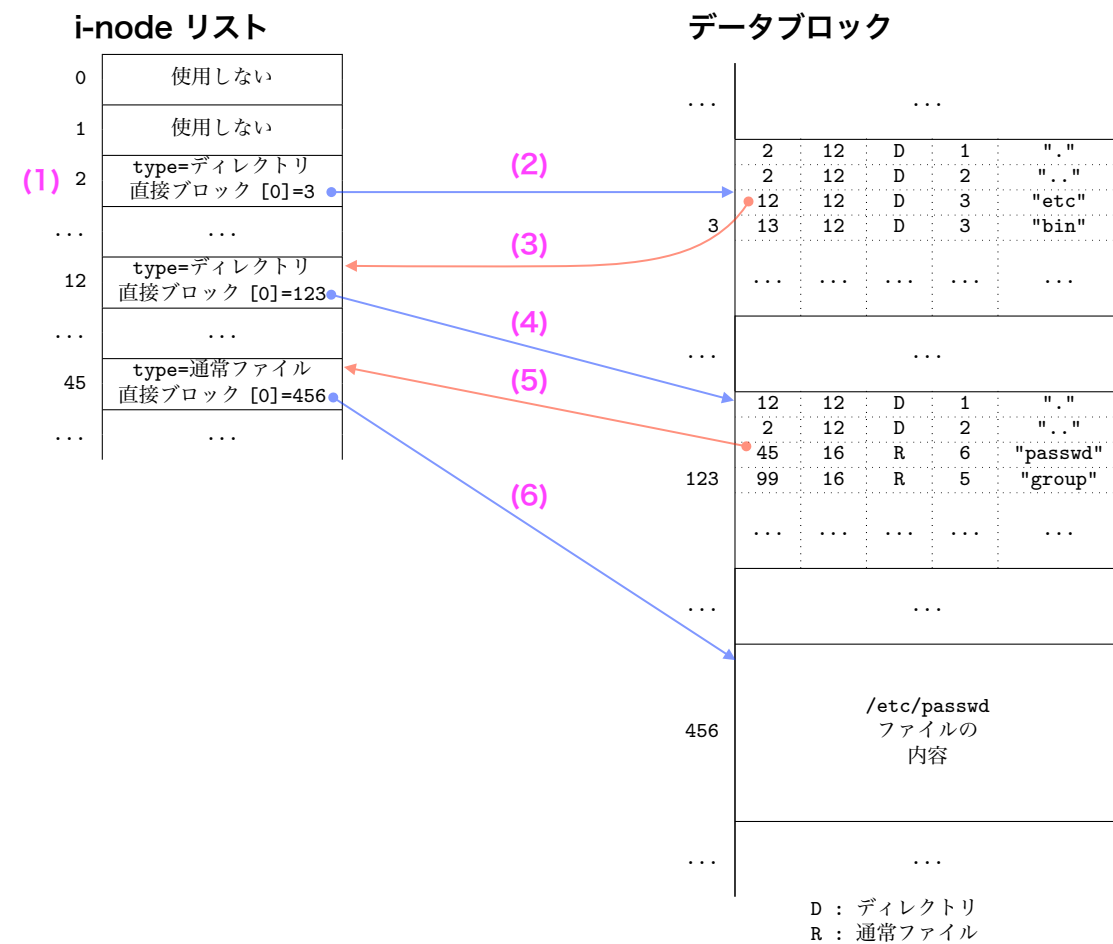 i-node リスト
データブロック
0 使用しない
1 使用しない
(1) 2 type=ディレクトリ
直接ブロック [0]=3
... ...
12 type=ディレクトリ
直接ブロック [0]=123
... ...
45 type=通常ファイル
直接ブロック [0]=456
... ...
(2)
(3)
(4)
(5)
(6)
... ...
3
2 12 D 1 "."
2 12 D 2 ".."
12 12 D 3 "etc"
13 12 D 3 "bin"
... ... ... ... ...
... ...
123
12 12 D 1 "."
2 12 D 2 ".."
45 16 R 6 "passwd"
99 16 R 5 "group"
... ... ... ... ...
... ...
456
/etc/passwd
ファイルの
内容
... ...
D : ディレクトリ
R : 通常ファイル